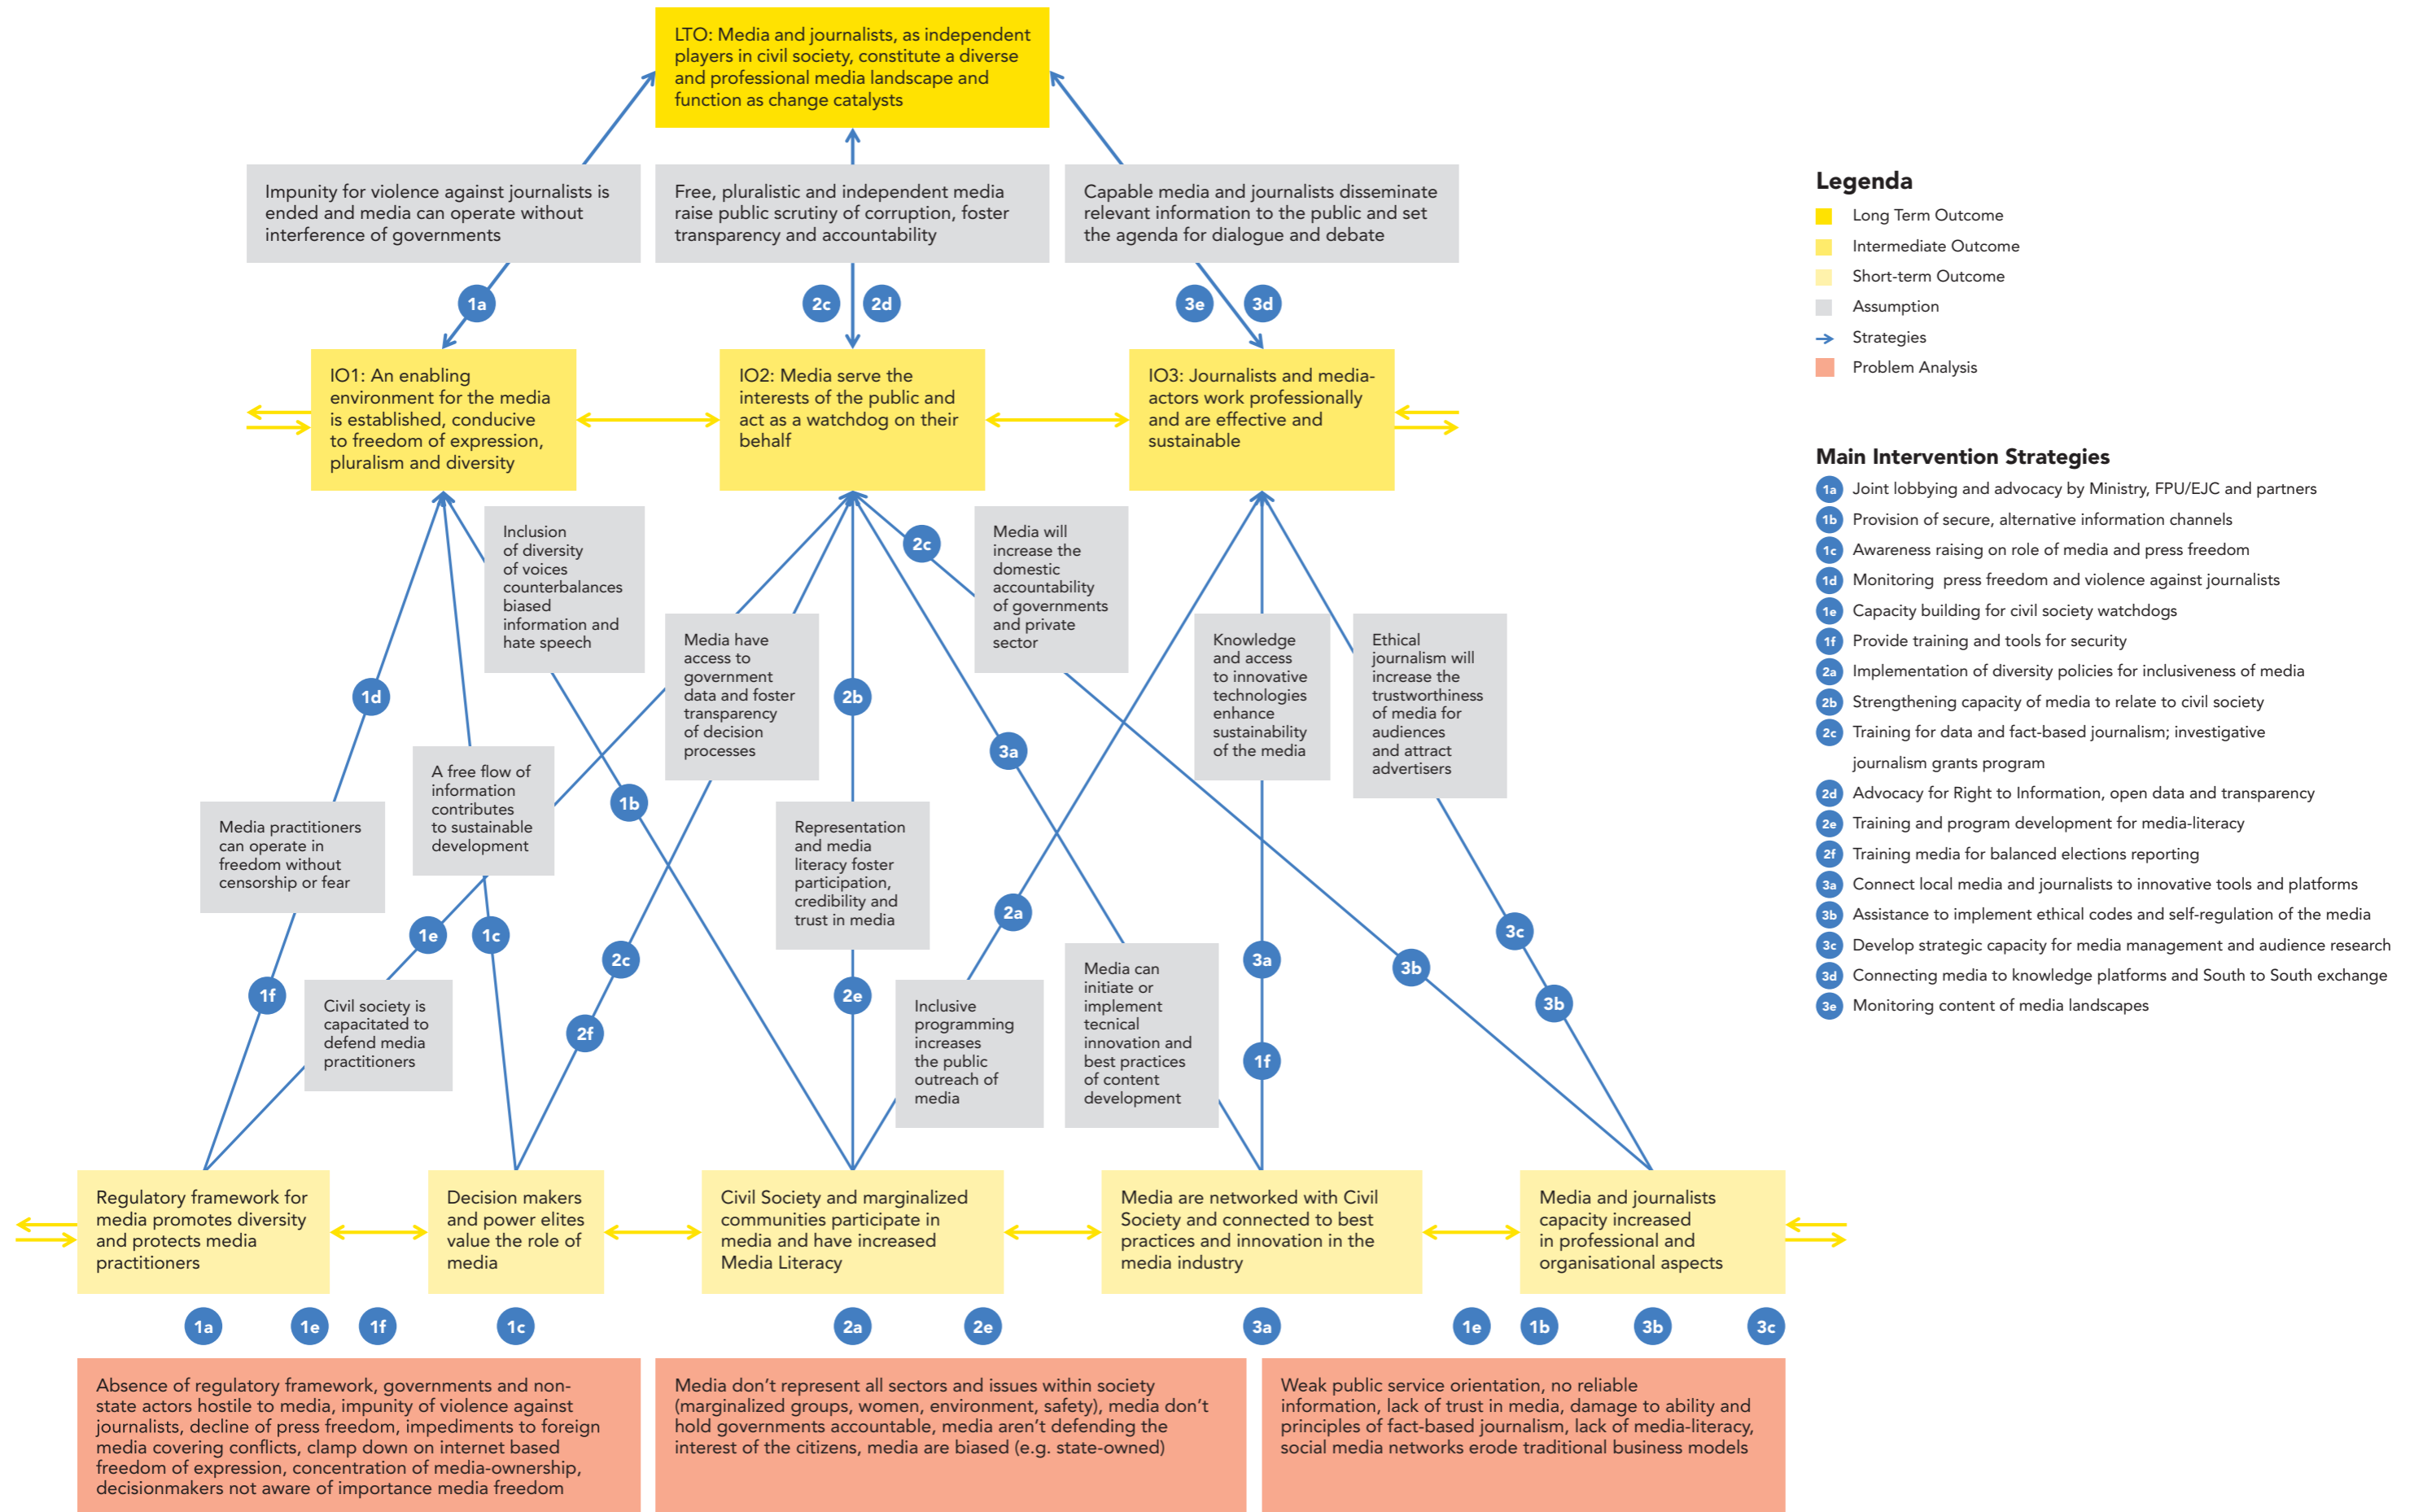 LTO: Media and journalists, as independent
players in civil society, constitute a diverse
and professional media landscape and
function as change catalysts
Impunity for violence against journalists is
ended and media can operate without
interference of governments
Free, pluralistic and independent media
raise public scrutiny of corruption, foster
transparency and accountability
Capable media and journalists disseminate
relevant information to the public and set
the agenda for dialogue and debate
1a
2c
2d
3e
3d
IO1: An enabling
environment for the media
is established, conducive
to freedom of expression,
pluralism and diversity
IO2: Media serve the
interests of the public and
act as a watchdog on their
behalf
IO3: Journalists and media-
actors work professionally
and are effective and
sustainable
Inclusion
of diversity
of voices
counterbalances
biased
information and
hate speech
2c
Media will
increase the
domestic
accountability
of governments
and private
sector
Media have
access to
government
data and foster
transparency
of decision
processes
Knowledge
and access
to innovative
technologies
enhance
sustainability
of the media
Ethical
journalism will
increase the
trustworthiness
of media for
audiences
and attract
advertisers
1d
2b
3a
A free flow of
information
contributes
to sustainable
development
1b
Media practitioners
can operate in
freedom without
censorship or fear
Representation
and media
literacy foster
participation,
credibility and
trust in media
2a
1e
1c
2c
3a
3b
3c
Media can
initiate or
implement
tecnical
innovation and
best practices
of content
development
1f
Civil society is
capacitated to
defend media
practitioners
2f
2e
Inclusive
programming
increases
the public
outreach of
media
1f
3b
Regulatory framework for
media promotes diversity
and protects media
practitioners
Decision makers
and power elites
value the role of
media
Civil Society and marginalized
communities participate in
media and have increased
Media Literacy
Media are networked with Civil
Society and connected to best
practices and innovation in the
media industry
Media and journalists
capacity increased
in professional and
organisational aspects
1a
1e
1f
1c
2a
2e
3a
1e
1b
3b
3c
Absence of regulatory framework, governments and non-
state actors hostile to media, impunity of violence against
journalists, decline of press freedom, impediments to foreign
media covering conflicts, clamp down on internet based
freedom of expression, concentration of media-ownership,
decisionmakers not aware of importance media freedom
Media don't represent all sectors and issues within society
(marginalized groups, women, environment, safety), media don't
hold governments accountable, media aren't defending the
interest of the citizens, media are biased (e.g. state-owned)
Weak public service orientation, no reliable
information, lack of trust in media, damage to ability and
principles of fact-based journalism, lack of media-literacy,
social media networks erode traditional business models
Legenda
Long Term Outcome
Intermediate Outcome
Short-term Outcome
Assumption
Strategies
Problem Analysis
Main Intervention Strategies
1a Joint lobbying and advocacy by Ministry, FPU/EJC and partners
1b Provision of secure, alternative information channels
1c Awareness raising on role of media and press freedom
1d Monitoring press freedom and violence against journalists
1e Capacity building for civil society watchdogs
1f Provide training and tools for security
2a Implementation of diversity policies for inclusiveness of media
2b Strengthening capacity of media to relate to civil society
2c Training for data and fact-based journalism; investigative
journalism grants program
2d Advocacy for Right to Information, open data and transparency
2e Training and program development for media-literacy
2f Training media for balanced elections reporting
3a Connect local media and journalists to innovative tools and platforms
3b Assistance to implement ethical codes and self-regulation of the media
3c Develop strategic capacity for media management and audience research
3d Connecting media to knowledge platforms and South to South exchange
3e Monitoring content of media landscapes